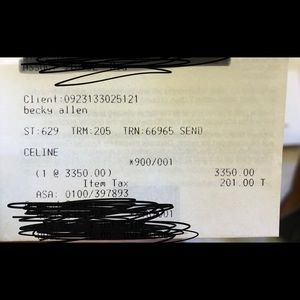 Client:0923133025121
becky allen
ST:629 TRM:205 TRN:66965 SEND
CELINE
*900/001
(1 @ 3350.00) 3350.00
Item Tax 201.00 T
ASA: 0100/397893